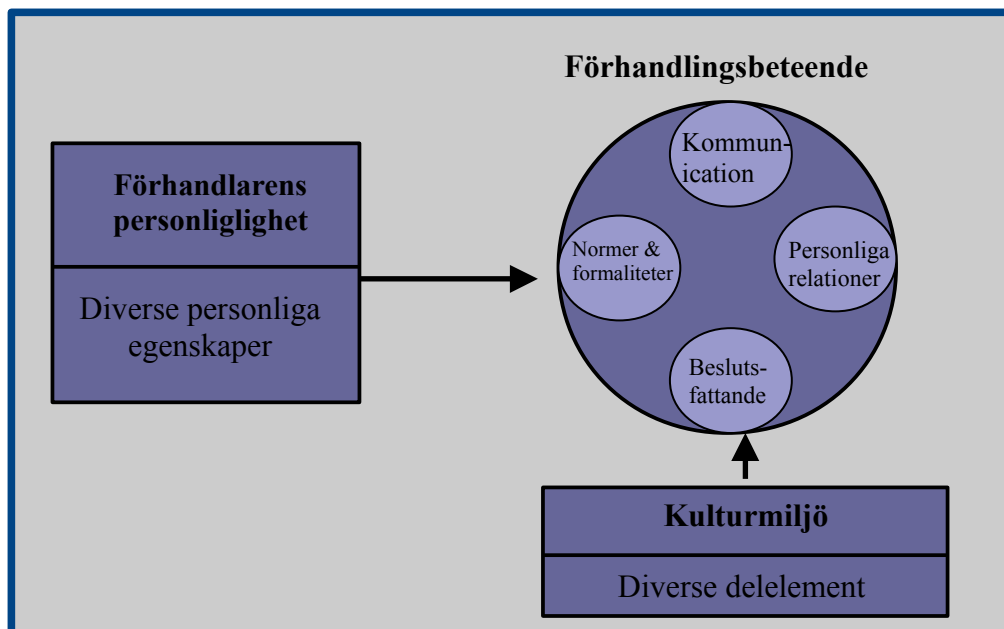 Förhandlingsbeteende
Förhandlarens
personliglighet
Diverse personliga
egenskaper
Kommun-
ication
Normer &
formaliteter
Personliga
relationer
Besluts-
fattande
Kulturmiljö
Diverse delelement